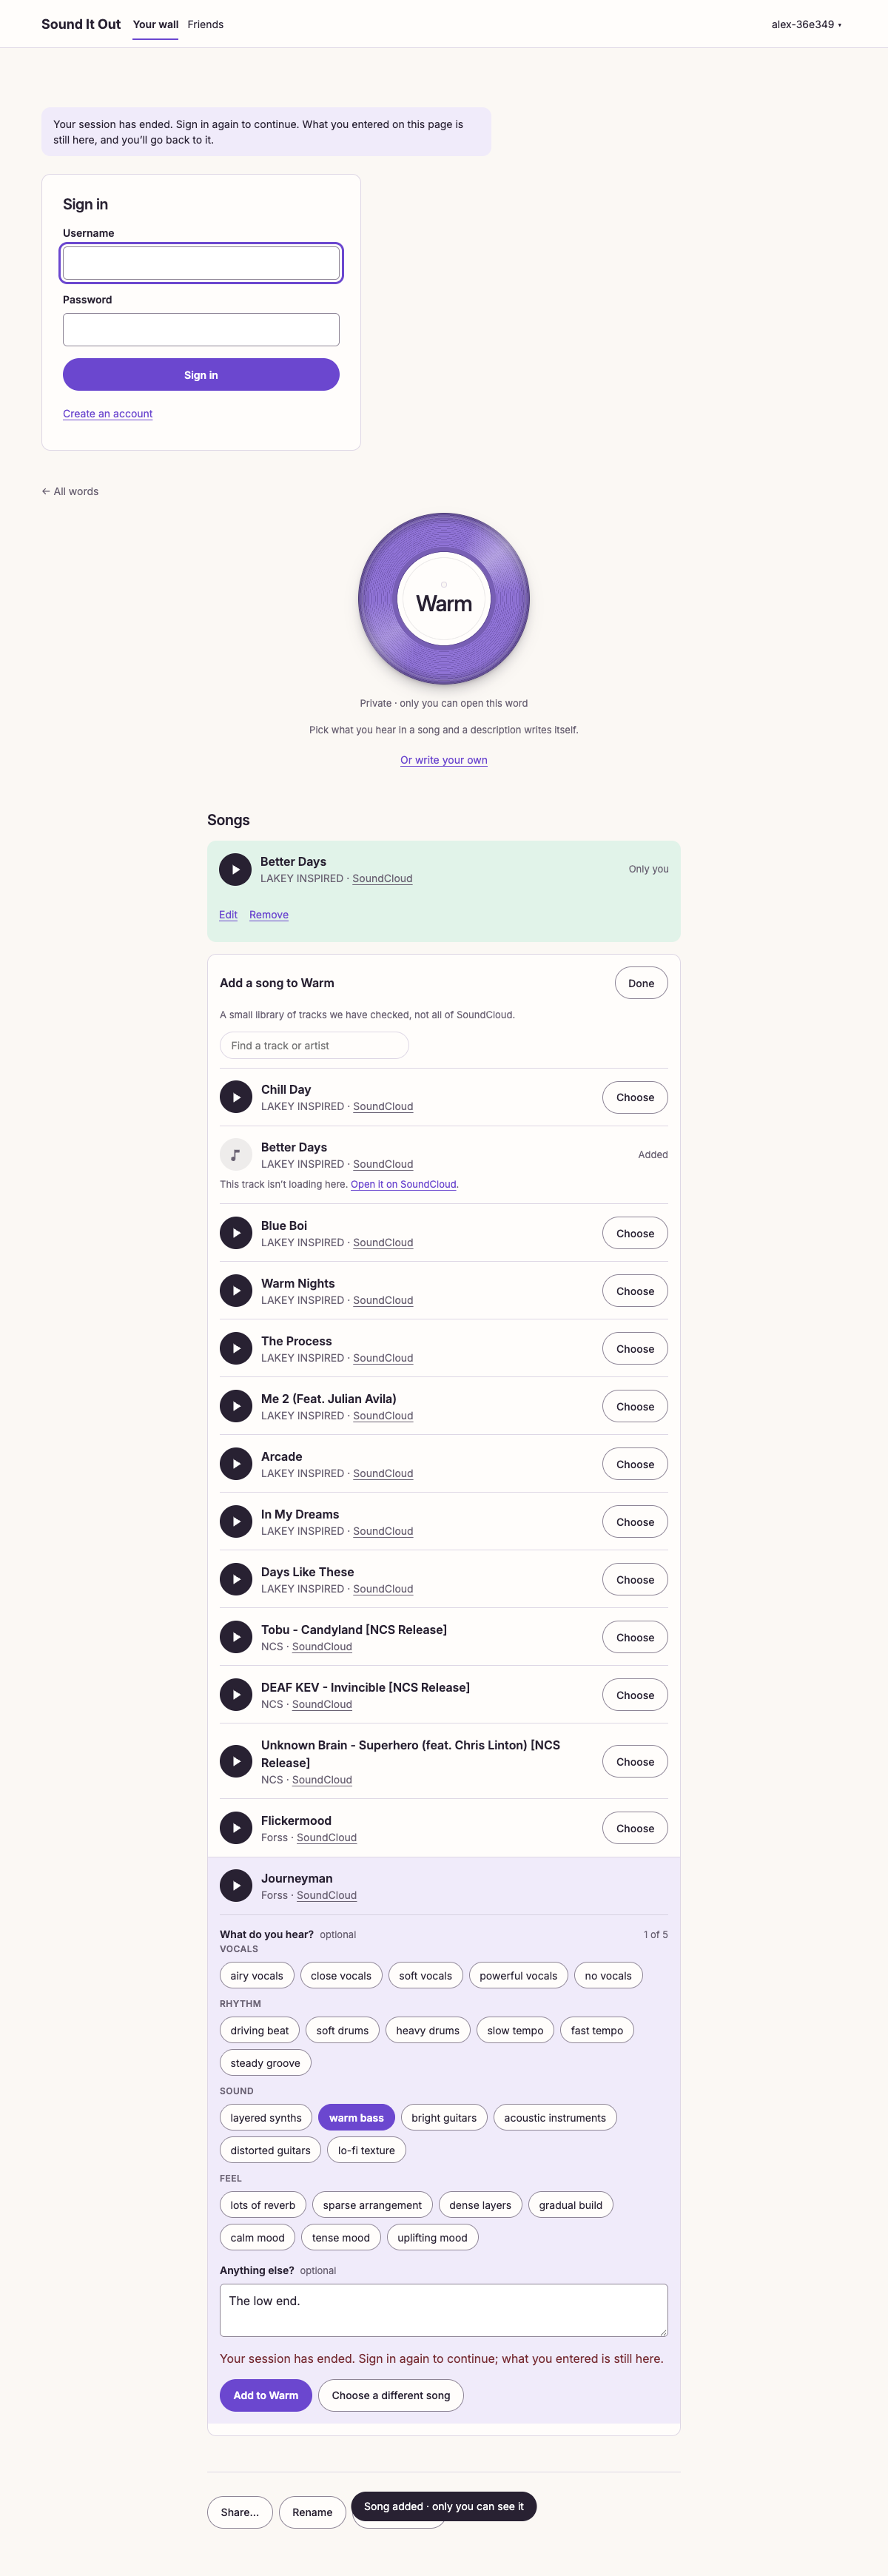 Sound It Out Your wall Friends alex-36e349 ▾
Your session has ended. Sign in again to continue. What you entered on this page is
still here, and you’ll go back to it.
Sign in
Username
Password
Sign in
Create an account
← All words
Warm
Private · only you can open this word
Pick what you hear in a song and a description writes itself.
Or write your own
Songs
Better Days
LAKEY INSPIRED · SoundCloud
Only you
Edit Remove
Add a song to Warm
Done
A small library of tracks we have checked, not all of SoundCloud.
Find a track or artist
Chill Day
LAKEY INSPIRED · SoundCloud
Choose
Better Days
LAKEY INSPIRED · SoundCloud
Added
This track isn’t loading here. Open it on SoundCloud.
Blue Boi
LAKEY INSPIRED · SoundCloud
Choose
Warm Nights
LAKEY INSPIRED · SoundCloud
Choose
The Process
LAKEY INSPIRED · SoundCloud
Choose
Me 2 (Feat. Julian Avila)
LAKEY INSPIRED · SoundCloud
Choose
Arcade
LAKEY INSPIRED · SoundCloud
Choose
In My Dreams
LAKEY INSPIRED · SoundCloud
Choose
Days Like These
LAKEY INSPIRED · SoundCloud
Choose
Tobu - Candyland [NCS Release]
NCS · SoundCloud
Choose
DEAF KEV - Invincible [NCS Release]
NCS · SoundCloud
Choose
Unknown Brain - Superhero (feat. Chris Linton) [NCS
Release]
NCS · SoundCloud
Choose
Flickermood
Forss · SoundCloud
Choose
Journeyman
Forss · SoundCloud
What do you hear? optional 1 of 5
VOCALS
airy vocals close vocals soft vocals powerful vocals no vocals
RHYTHM
driving beat soft drums heavy drums slow tempo fast tempo
steady groove
SOUND
layered synths warm bass bright guitars acoustic instruments
distorted guitars lo-fi texture
FEEL
lots of reverb sparse arrangement dense layers gradual build
calm mood tense mood uplifting mood
Anything else? optional
The low end.
Your session has ended. Sign in again to continue; what you entered is still here.
Add to Warm Choose a different song
Share... Rename
Song added · only you can see it